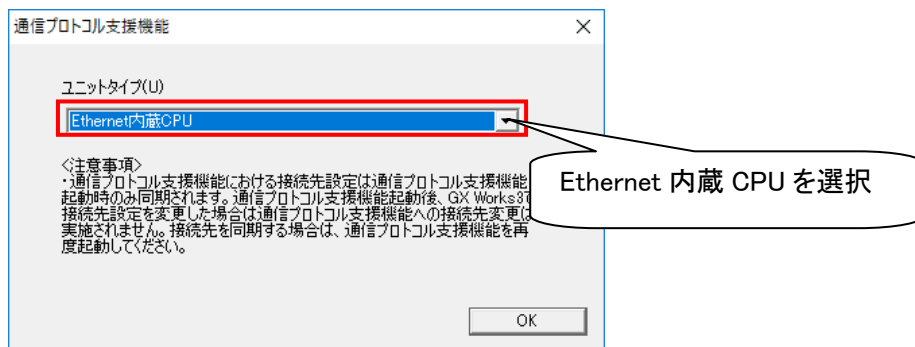 通信プロトコル支援機能
ユニットタイプ(U)
Ethernet内蔵CPU
<注意事項>
・通信プロトコル支援機能における接続先設定は通信プロトコル支援機能
起動時のみ同期されます。通信プロトコル支援機能起動後、GX Works3で
接続先設定を変更した場合は通信プロトコル支援機能への接続先変更は
実施されません。接続先を同期する場合は、通信プロトコル支援機能を再
度起動してください。
Ethernet 内蔵 CPU を選択
OK